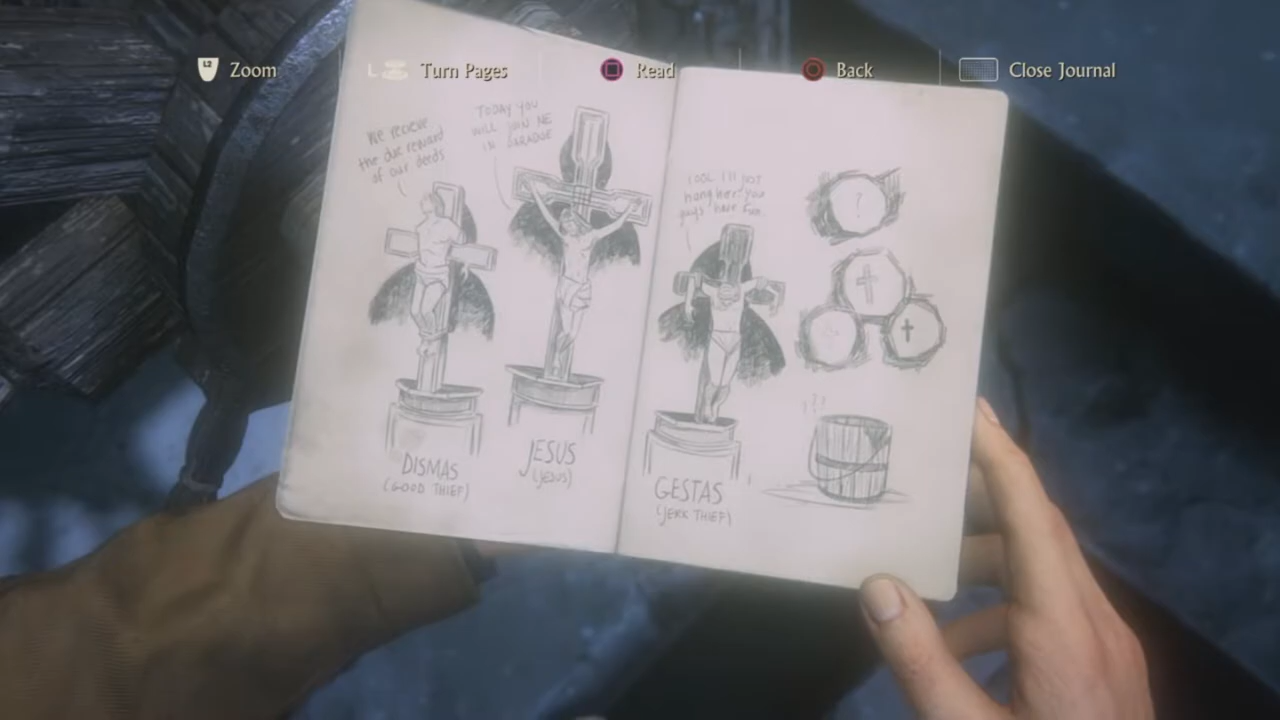 L2 Zoom
L Turn Pages
Read
Back
Close Journal
We recieve
the due reward
of our deeds
TODAY YOU
WILL JOIN ME
IN PARADISE
COOL I'll JUST
hang here. you
guys have fun.
?
???
DISMAS
(GOOD THIEF)
JESUS
(JESUS)
GESTAS
(JERK THIEF)